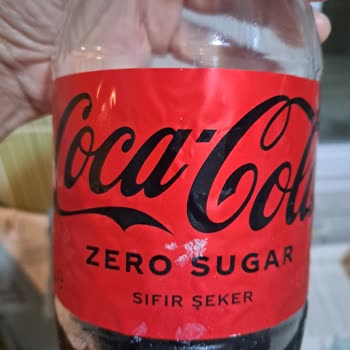 Coca-Cola
ZERO SUGAR
SIFIR ŞEKER